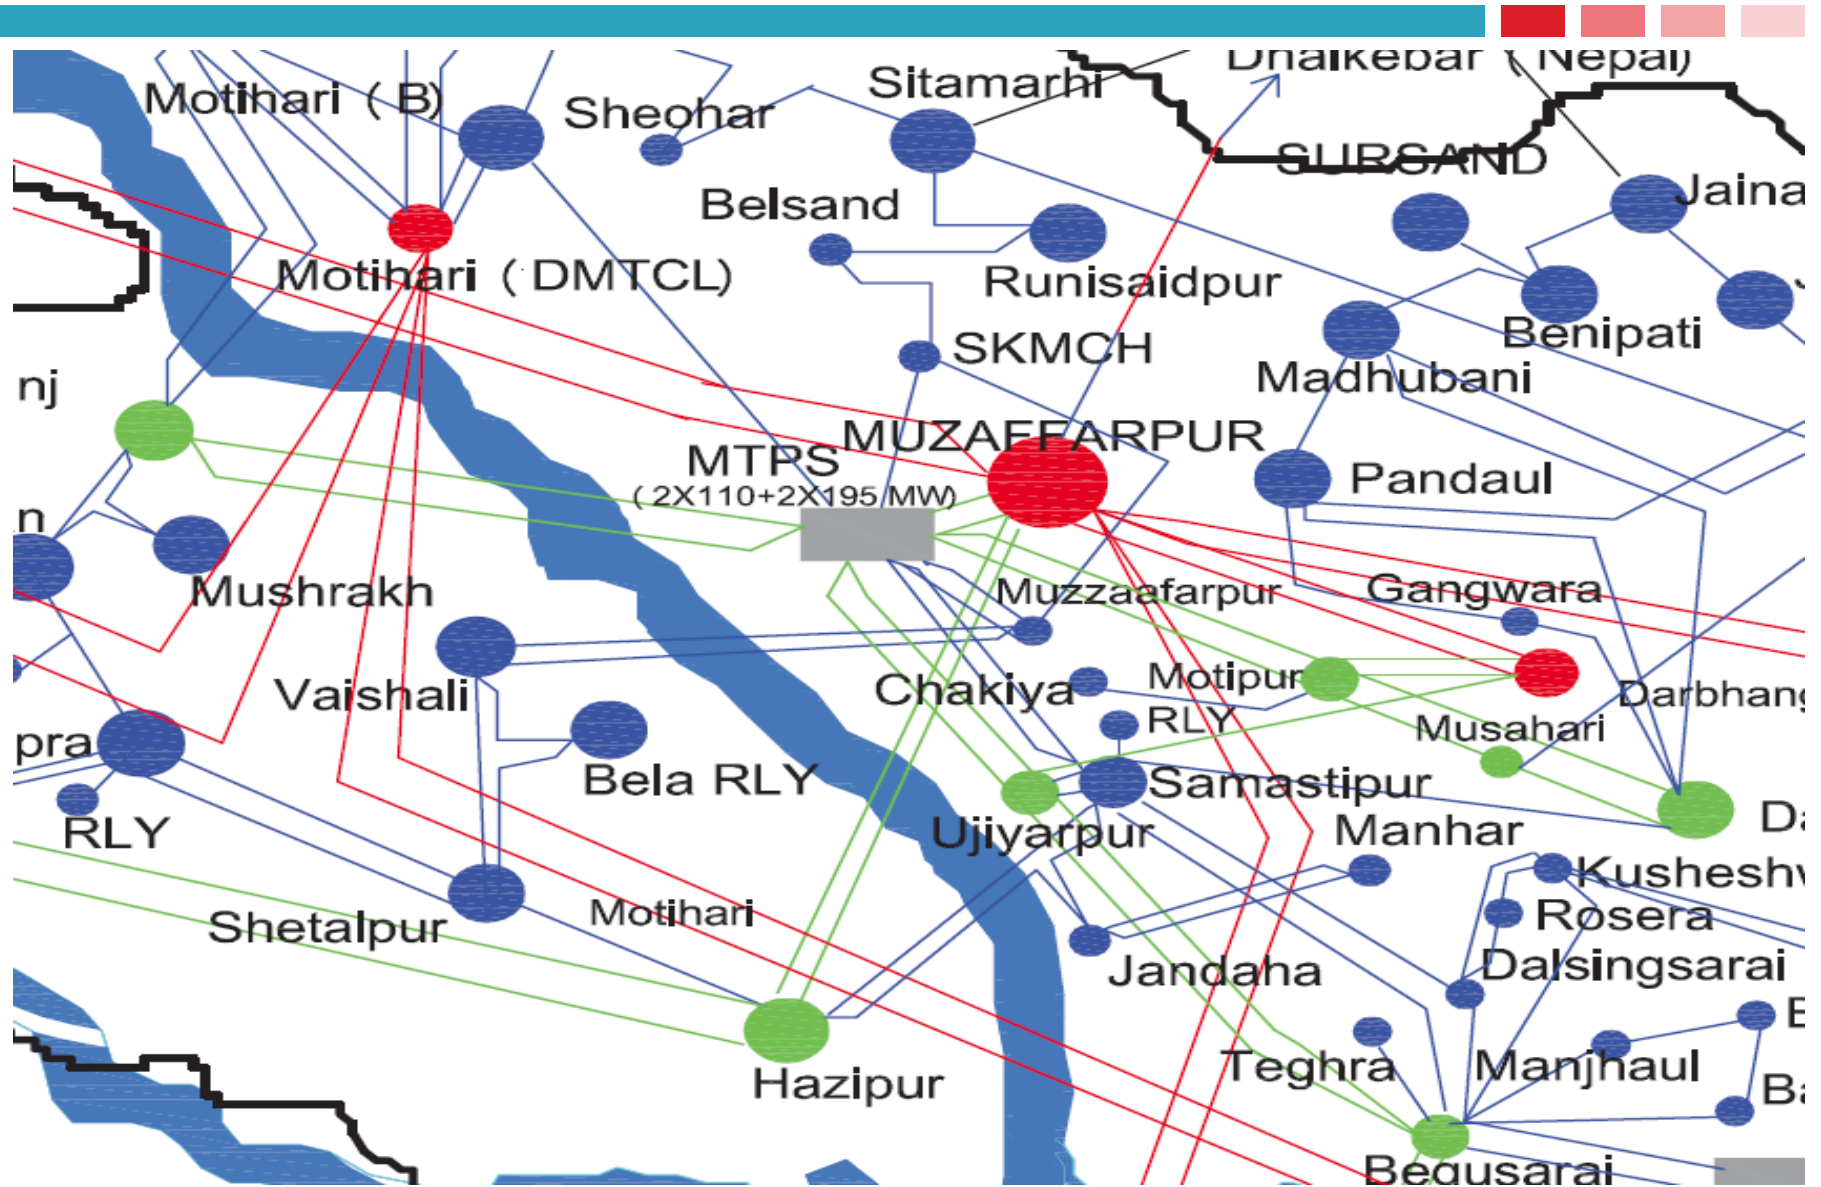 Dhalkebar ( Nepal)
Motihari ( B)
Sheohar
Sitamarhi
SURSAND
Jaina
Belsand
Runisaidpur
Motihari ( DMTCL)
Benipati
SKMCH
Madhubani
nj
MUZAFFARPUR
MTPS
( 2X110+2X195 MW)
Pandaul
n
Mushrakh
Muzzaafarpur
Gangwara
Vaishali
Chakiya
Motipur
RLY
Darbhang
Musahari
pra
Bela RLY
Samastipur
RLY
Ujiyarpur
Manhar
Da
Kusheshw
Shetalpur
Motihari
Rosera
Jandaha
Dalsingsarai
Hazipur
Teghra
Manjhaul
Ba
Begusarai